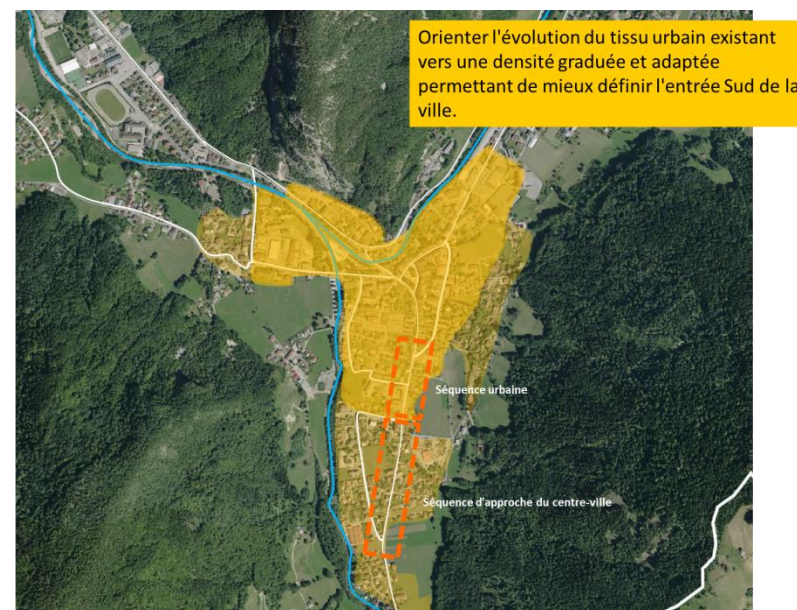 Orienter l'évolution du tissu urbain existant
vers une densité graduée et adaptée
permettant de mieux définir l'entrée Sud de la
ville.
Séquence urbaine
Séquence d'approche du centre-ville